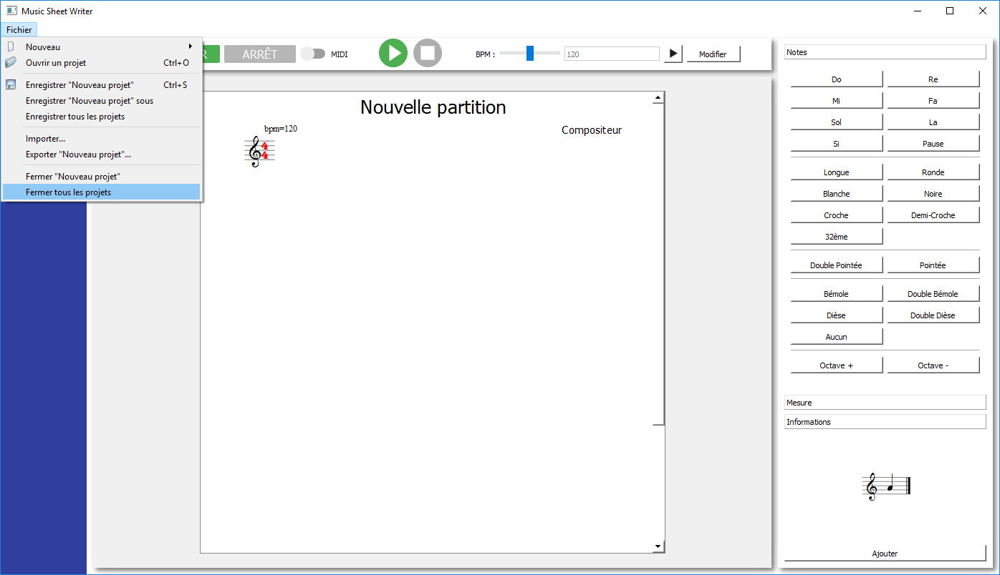 Music Sheet Writer
Fichier
Nouveau
Ouvrir un projet Ctrl+O
Enregistrer "Nouveau projet" Ctrl+S
Enregistrer "Nouveau projet" sous
Enregistrer tous les projets
Importer...
Exporter "Nouveau projet"...
Fermer "Nouveau projet"
Fermer tous les projets
R ARRÊT MIDI BPM : 120 Modifier
Nouvelle partition
bpm=120
Compositeur
4
4
Notes
Do Re
Mi Fa
Sol La
Si Pause
Longue Ronde
Blanche Noire
Croche Demi-Croche
32ème
Double Pointée Pointée
Bémole Double Bémole
Dièse Double Dièse
Aucun
Octave + Octave -
Mesure
Informations
Ajouter